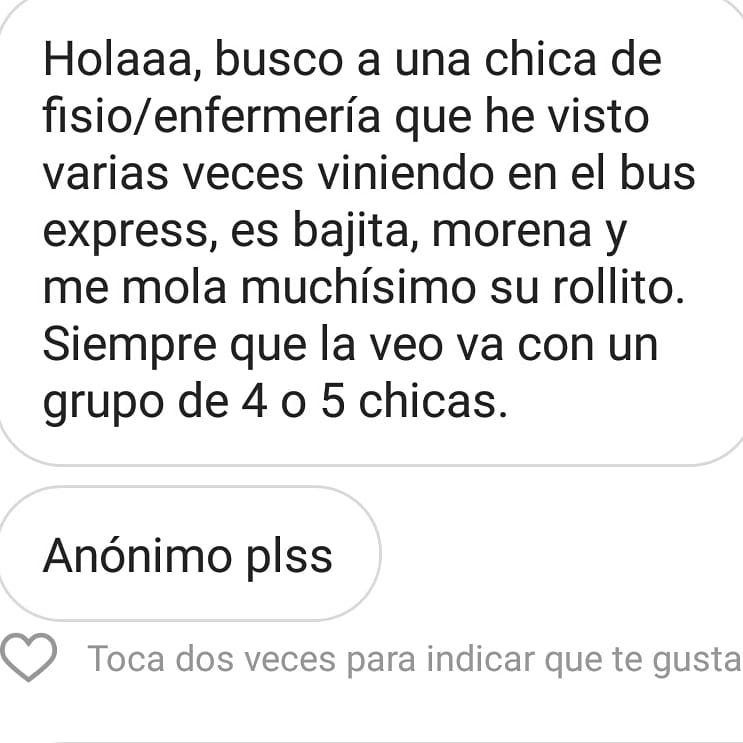 Holaaa, busco a una chica de
fisio/enfermería que he visto
varias veces viniendo en el bus
express, es bajita, morena y
me mola muchísimo su rollito.
Siempre que la veo va con un
grupo de 4 o 5 chicas.
Anónimo plss
Toca dos veces para indicar que te gusta